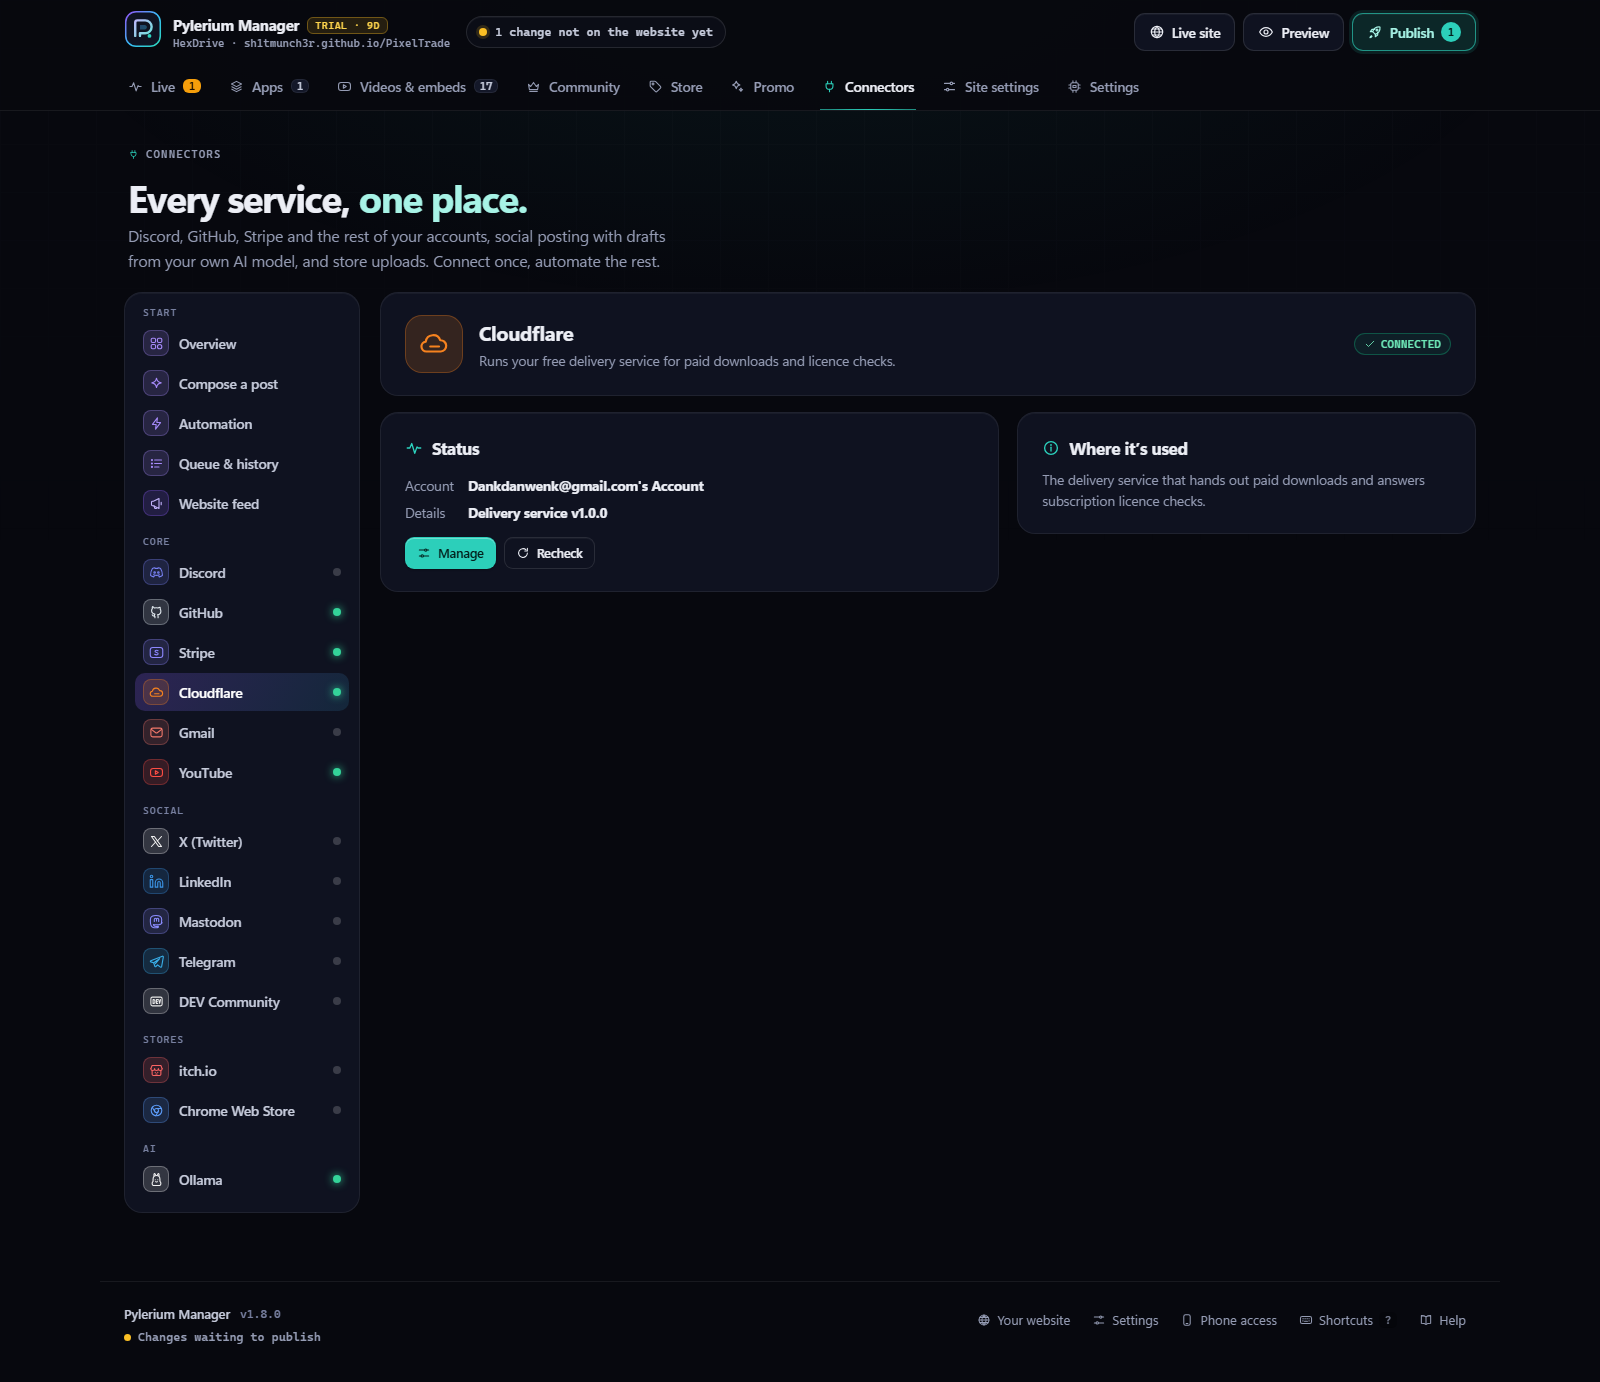 Pylerium Manager TRIAL · 9D
HexDrive · sh1tmunch3r.github.io/PixelTrade
1 change not on the website yet
Live site
Preview
Publish 1
Live 1
Apps 1
Videos & embeds 17
Community
Store
Promo
Connectors
Site settings
Settings
CONNECTORS
Every service, one place.
Discord, GitHub, Stripe and the rest of your accounts, social posting with drafts
from your own AI model, and store uploads. Connect once, automate the rest.
START
Overview
Compose a post
Automation
Queue & history
Website feed
CORE
Discord
GitHub
Stripe
Cloudflare
Gmail
YouTube
SOCIAL
X (Twitter)
LinkedIn
Mastodon
Telegram
DEV Community
STORES
itch.io
Chrome Web Store
AI
Ollama
Cloudflare
Runs your free delivery service for paid downloads and licence checks.
CONNECTED
Status
Account Dankdanwenk@gmail.com's Account
Details Delivery service v1.0.0
Manage
Recheck
Where it’s used
The delivery service that hands out paid downloads and answers
subscription licence checks.
Pylerium Manager v1.8.0
Changes waiting to publish
Your website
Settings
Phone access
Shortcuts ?
Help